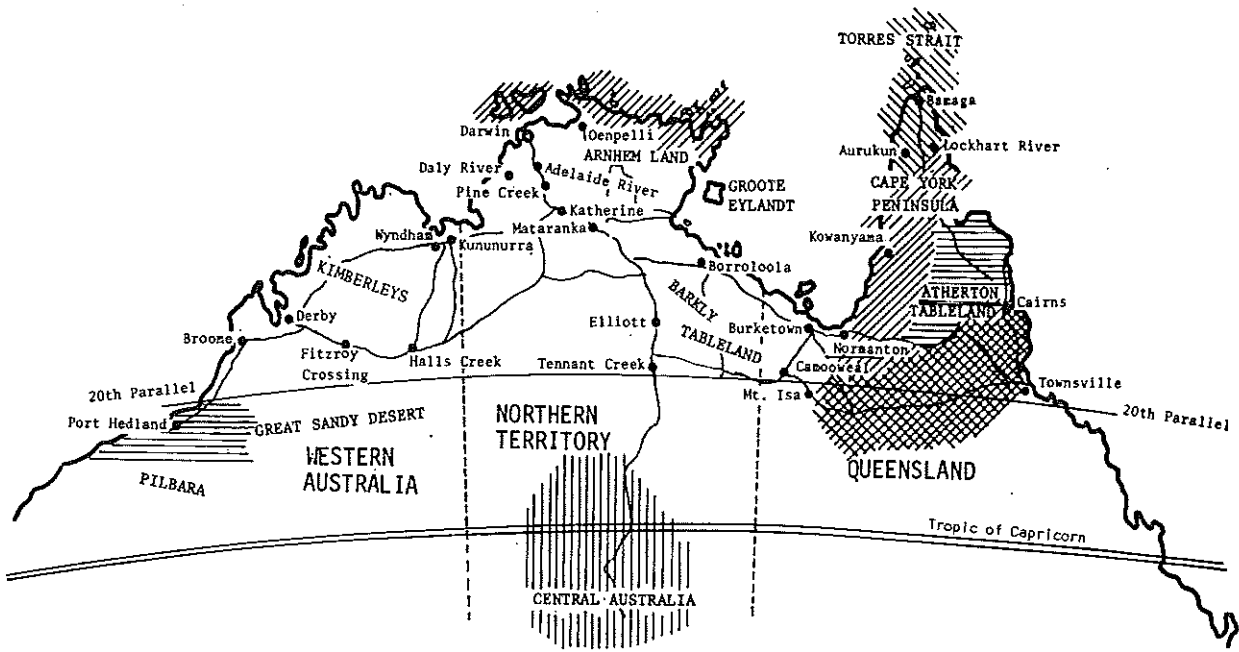 TORRES STRAIT
Bamaga
Darwin
Oenpelli
ARNHEM LAND
Aurukun
Lockhart River
Daly River
Adelaide River
Pine Creek
CAPE YORK
PENINSULA
GROOTE
EYLANDT
Katherine
Mataranka
Wyndham
Kununurra
Kowanyama
KIMBERLEYS
Borroloola
BARKLY
TABLELAND
ATHERTON
TABLELAND
Cairns
Derby
Broome
Elliott
Burketown
Normanton
Fitzroy
Crossing
Halls Creek
Tennant Creek
Camooweal
Mt. Isa
Townsville
20th Parallel
20th Parallel
Port Hedland
GREAT SANDY DESERT
NORTHERN
TERRITORY
WESTERN
AUSTRALIA
QUEENSLAND
PILBARA
Tropic of Capricorn
CENTRAL AUSTRALIA